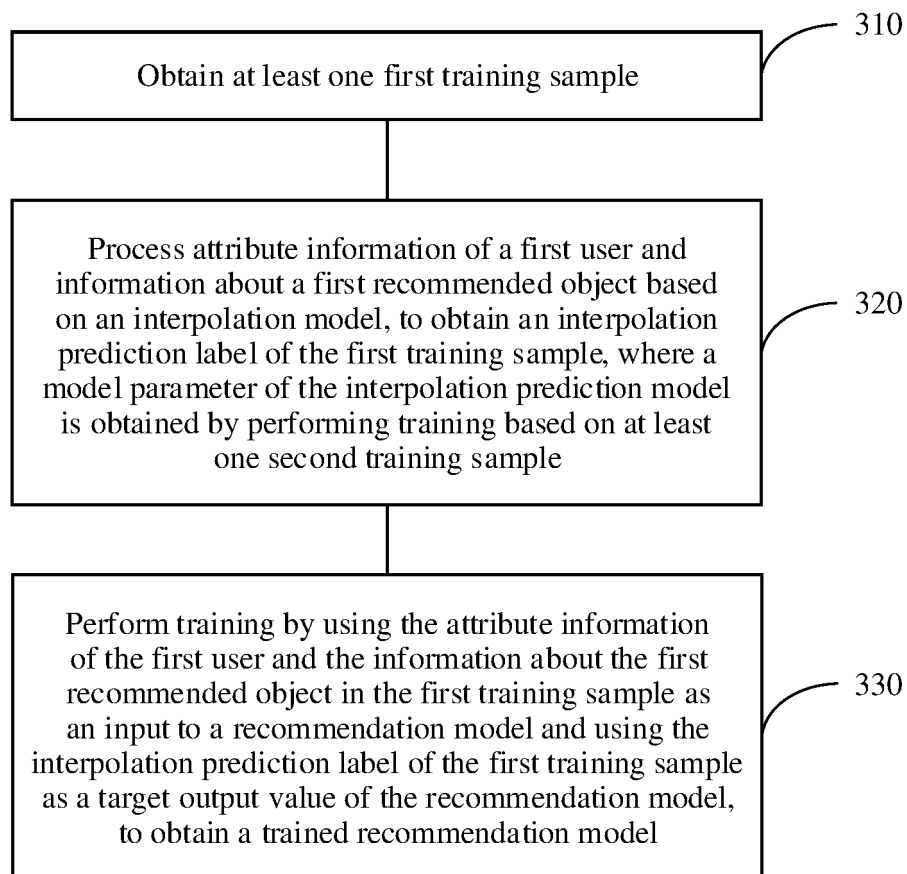 310
Obtain at least one first training sample
Process attribute information of a first user and
information about a first recommended object based
on an interpolation model, to obtain an interpolation
prediction label of the first training sample, where a
model parameter of the interpolation prediction model
is obtained by performing training based on at least
one second training sample
320
Perform training by using the attribute information
of the first user and the information about the first
recommended object in the first training sample as
an input to a recommendation model and using the
interpolation prediction label of the first training sample
as a target output value of the recommendation model,
to obtain a trained recommendation model
330